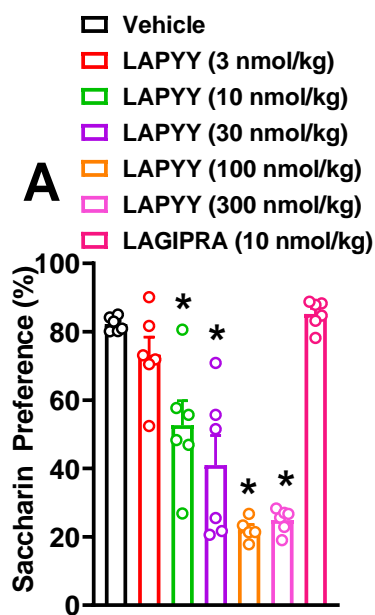 Vehicle
LAPYY (3 nmol/kg)
LAPYY (10 nmol/kg)
LAPYY (30 nmol/kg)
LAPYY (100 nmol/kg)
LAPYY (300 nmol/kg)
LAGIPRA (10 nmol/kg)
A
Saccharin Preference (%)
100
80
60
40
20
0
* * * *